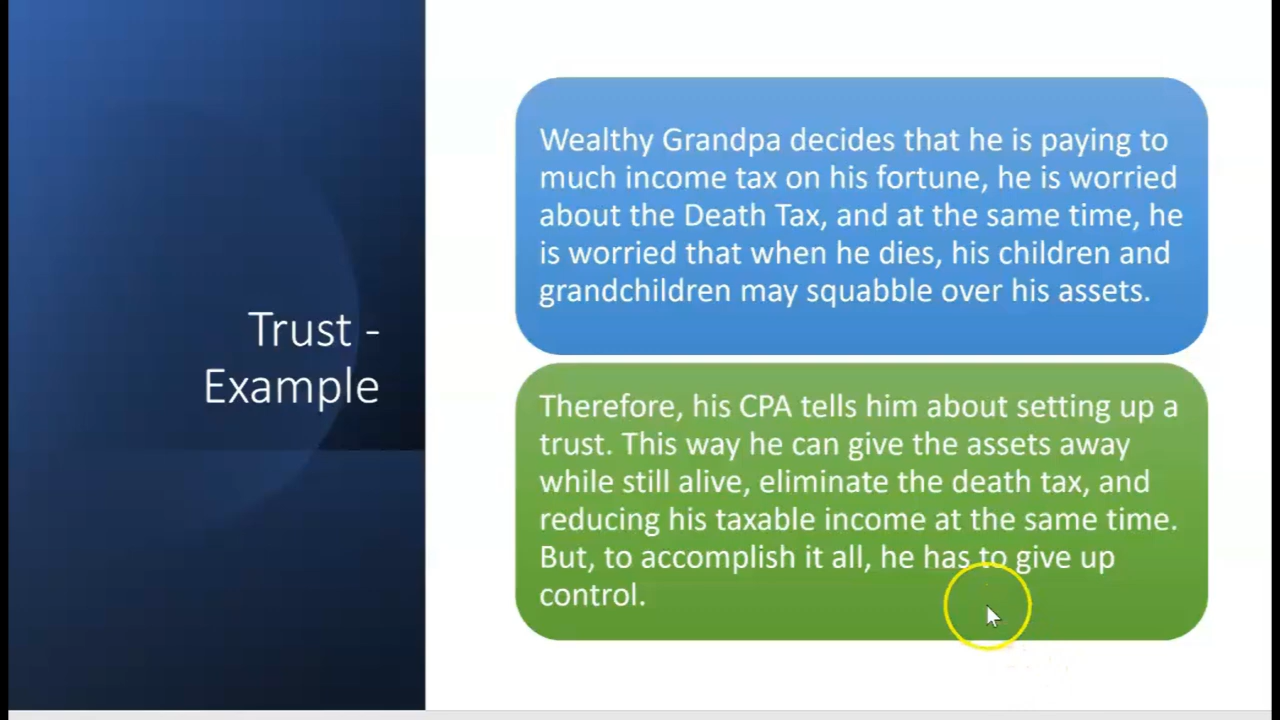 Trust -
Example
Wealthy Grandpa decides that he is paying to
much income tax on his fortune, he is worried
about the Death Tax, and at the same time, he
is worried that when he dies, his children and
grandchildren may squabble over his assets.
Therefore, his CPA tells him about setting up a
trust. This way he can give the assets away
while still alive, eliminate the death tax, and
reducing his taxable income at the same time.
But, to accomplish it all, he has to give up
control.